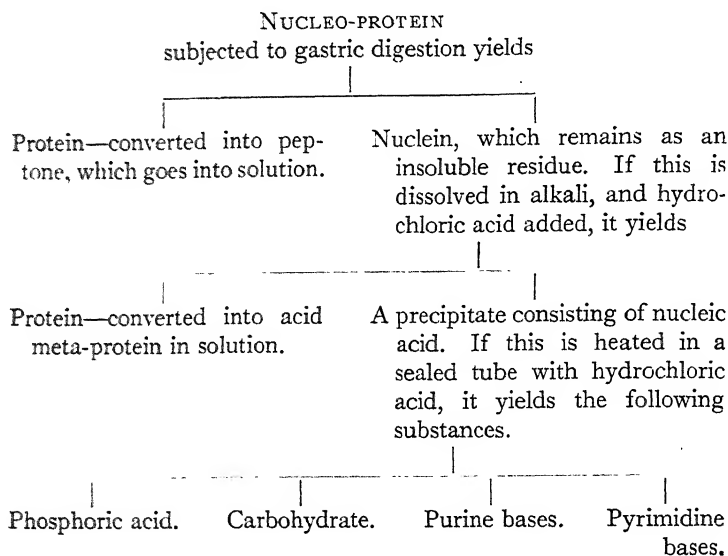 NUCLEO-PROTEIN
subjected to gastric digestion yields
Protein—converted into pep-
tone, which goes into solution.
Nuclein, which remains as an
insoluble residue. If this is
dissolved in alkali, and hydro-
chloric acid added, it yields
Protein—converted into acid
meta-protein in solution.
A precipitate consisting of nucleic
acid. If this is heated in a
sealed tube with hydrochloric
acid, it yields the following
substances.
Phosphoric acid.
Carbohydrate.
Purine bases.
Pyrimidine
bases.